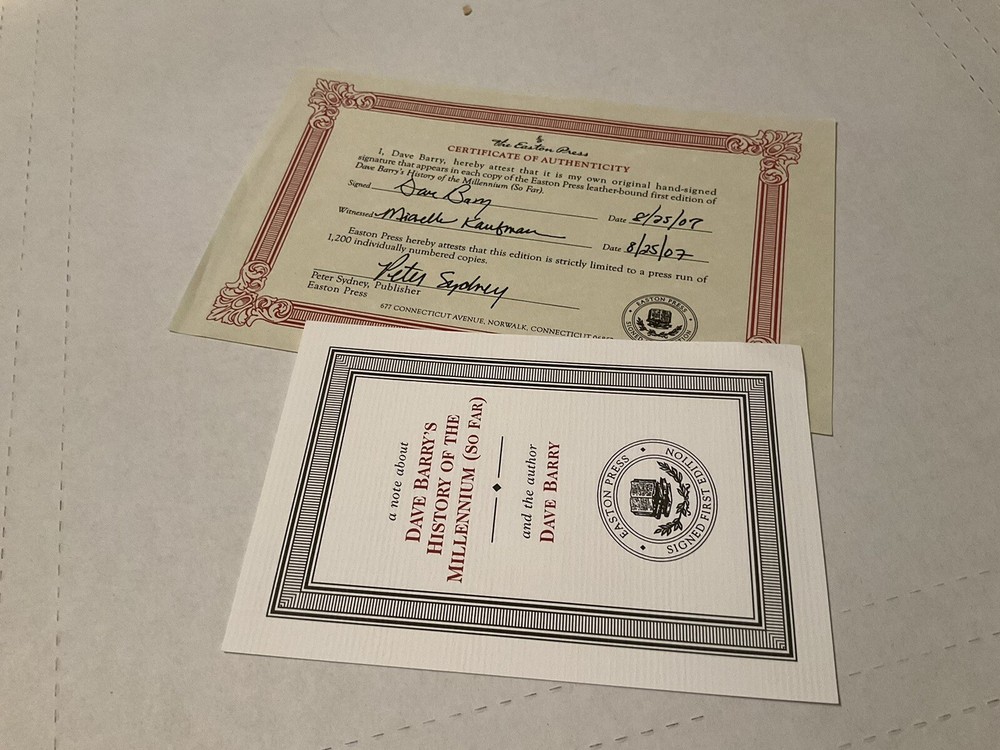 The Easton Press
CERTIFICATE OF AUTHENTICITY
I, Dave Barry, hereby attest that it is my own original hand-signed
signature that appears in each copy of the Easton Press leather-bound first edition of
Dave Barry's History of the Millennium (So Far).
Signed Dave Barry Date 8/25/07
Witnessed Michelle Kaufman Date 8/25/07
Easton Press hereby attests that this edition is strictly limited to a press run of
1,200 individually numbered copies.
Peter Sydney
Peter Sydney, Publisher
Easton Press
677 CONNECTICUT AVENUE, NORWALK, CONNECTICUT
EASTON PRESS
a note about
DAVE BARRY'S
HISTORY OF THE
MILLENNIUM (SO FAR)
and the author
DAVE BARRY
EASTON PRESS
SIGNED FIRST EDITION